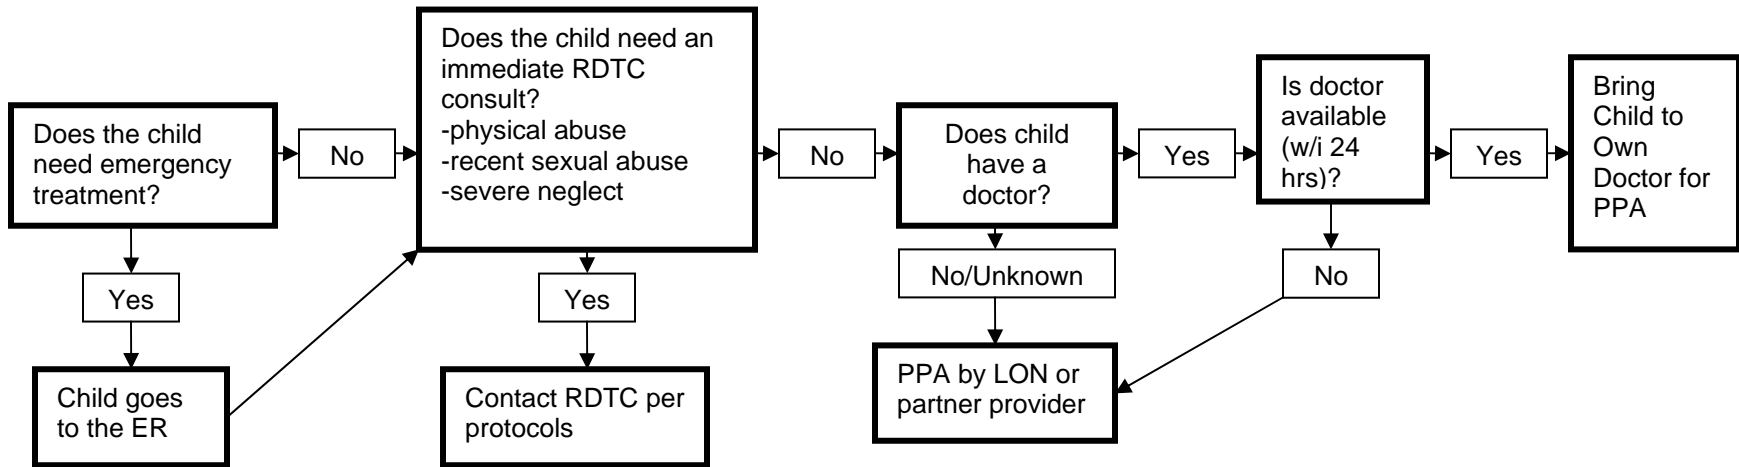 Does the child
need emergency
treatment?
No
Yes
Child goes
to the ER
Does the child need an
immediate RDTC
consult?
-physical abuse
-recent sexual abuse
-severe neglect
No
Yes
Contact RDTC per
protocols
Does child
have a
doctor?
Yes
No/Unknown
PPA by LON or
partner provider
Is doctor
available
(w/i 24
hrs)?
Yes
No
Bring
Child to
Own
Doctor for
PPA